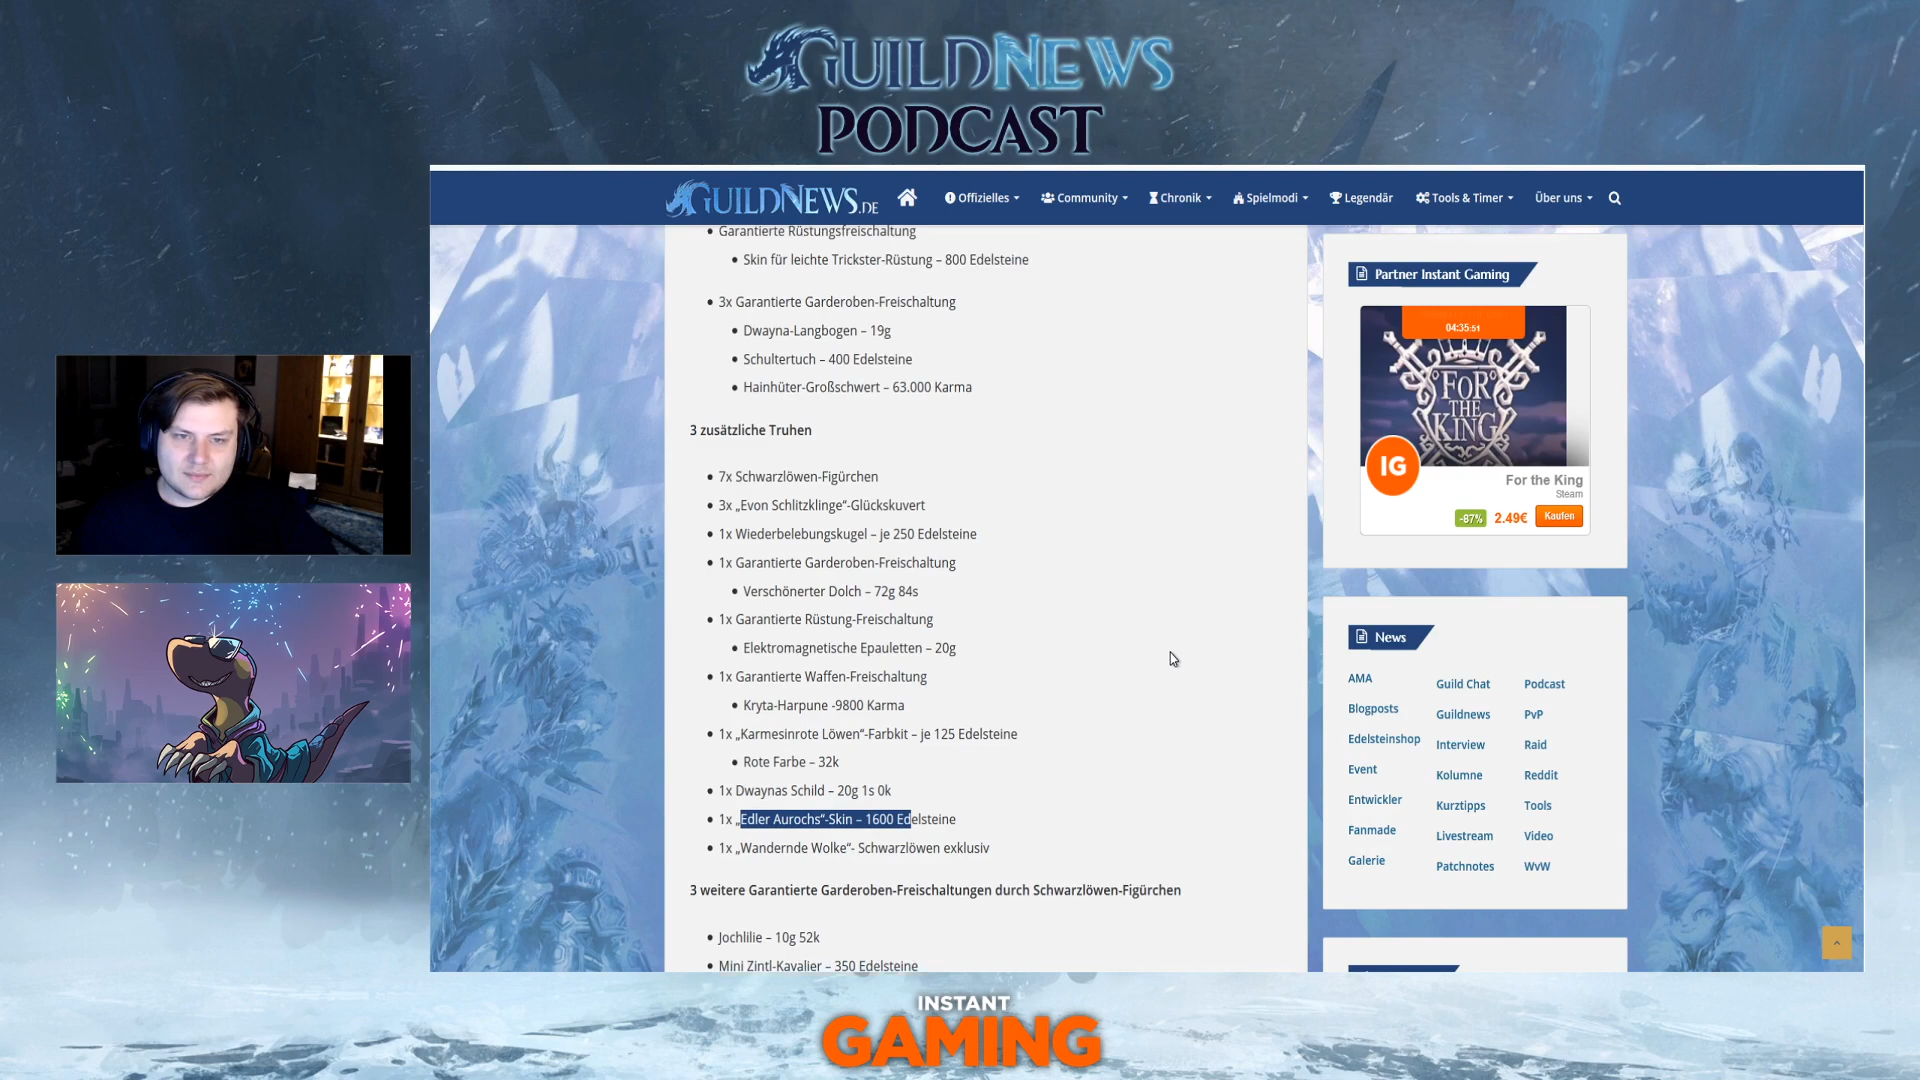 GUILDNEWS
PODCAST
GUILDNEWS.DE
Offizielles
Community
Chronik
Spielmodi
Legendär
Tools & Timer
Über uns
Garantierte Rüstungsfreischaltung
Skin für leichte Trickster-Rüstung – 800 Edelsteine
3x Garantierte Garderoben-Freischaltung
Dwayna-Langbogen – 19g
Schultertuch – 400 Edelsteine
Hainhüter-Großschwert – 63.000 Karma
3 zusätzliche Truhen
7x Schwarzlöwen-Figürchen
3x „Evon Schlitzklinge“-Glückskuvert
1x Wiederbelebungskugel – je 250 Edelsteine
1x Garantierte Garderoben-Freischaltung
Verschönerter Dolch – 72g 84s
1x Garantierte Rüstung-Freischaltung
Elektromagnetische Epauletten – 20g
1x Garantierte Waffen-Freischaltung
Kryta-Harpune -9800 Karma
1x „Karmesinrote Löwen“-Farbkit – je 125 Edelsteine
Rote Farbe – 32k
1x Dwaynas Schild – 20g 1s 0k
1x „Edler Aurochs“-Skin – 1600 Edelsteine
1x „Wandernde Wolke“- Schwarzlöwen exklusiv
3 weitere Garantierte Garderoben-Freischaltungen durch Schwarzlöwen-Figürchen
Jochlilie – 10g 52k
Mini Zintl-Kavalier – 350 Edelsteine
Partner Instant Gaming
04:35:51
FOR
THE
KING
IG
For the King
Steam
-87%
2.49€
Kaufen
News
AMA
Blogposts
Edelsteinshop
Event
Entwickler
Fanmade
Galerie
Guild Chat
Guildnews
Interview
Kolumne
Kurztipps
Livestream
Patchnotes
Podcast
PvP
Raid
Reddit
Tools
Video
WvW
INSTANT
GAMING